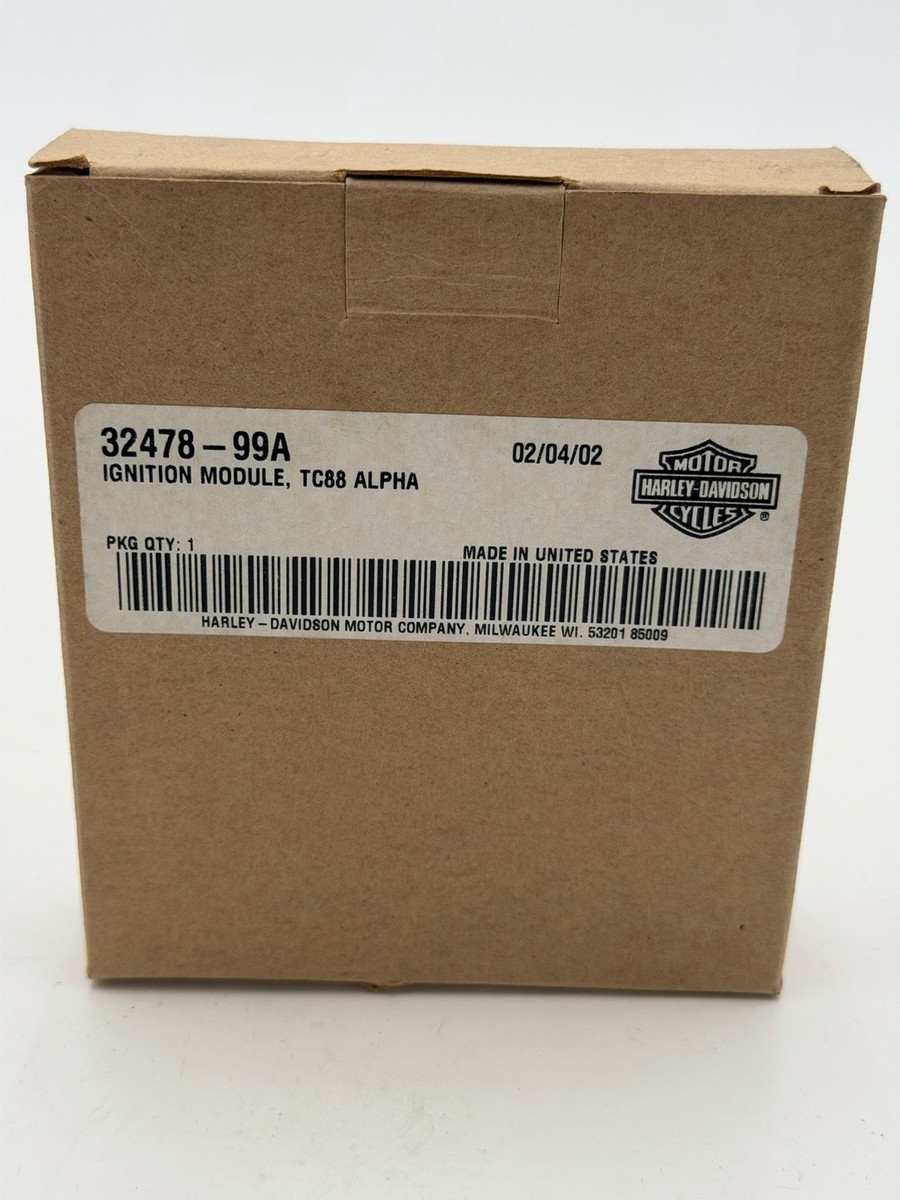 32478-99A
02/04/02
IGNITION MODULE, TC88 ALPHA
MOTOR
HARLEY-DAVIDSON
CYCLES®
PKG QTY: 1
MADE IN UNITED STATES
HARLEY-DAVIDSON MOTOR COMPANY, MILWAUKEE WI. 53201 85009